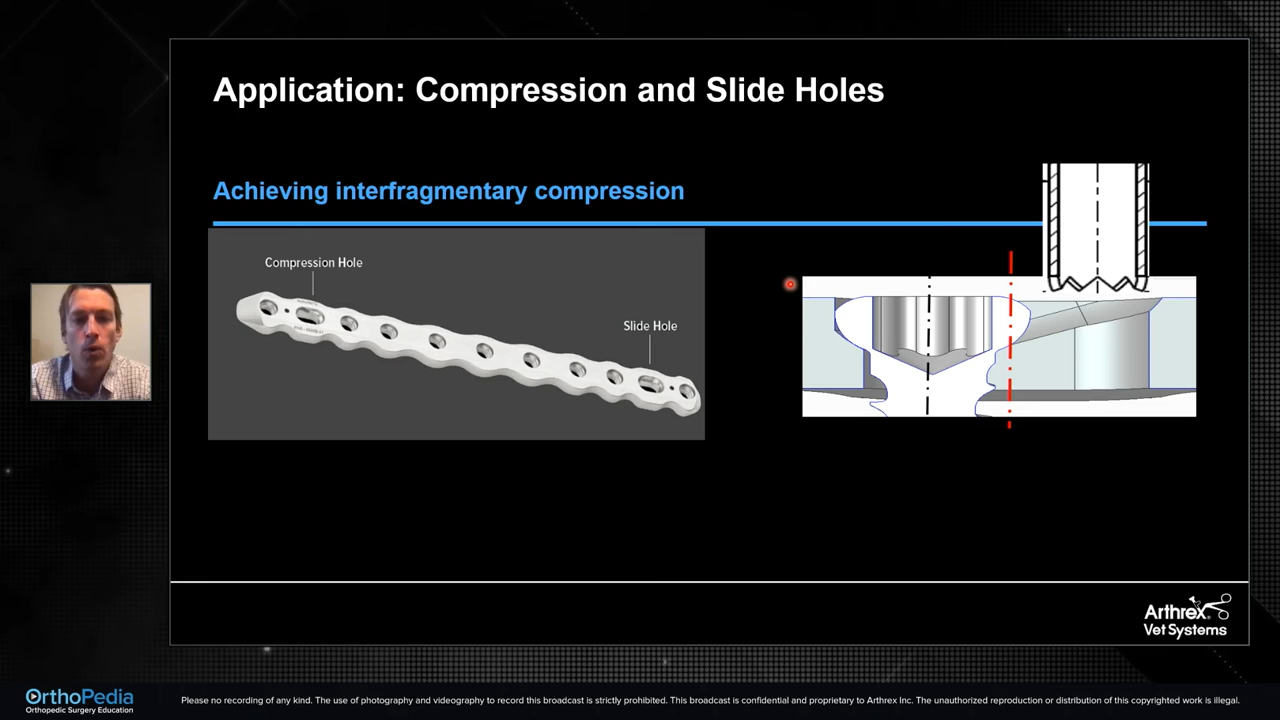 Application: Compression and Slide Holes
Achieving interfragmentary compression
Compression Hole
Slide Hole
Arthrex
Vet Systems
OrthoPedia
Orthopedic Surgery Education
Please no recording of any kind. The use of photography and videography to record this broadcast is strictly prohibited. This broadcast is confidential and proprietary to Arthrex Inc. The unauthorized reproduction or distribution of this copyrighted work is illegal.